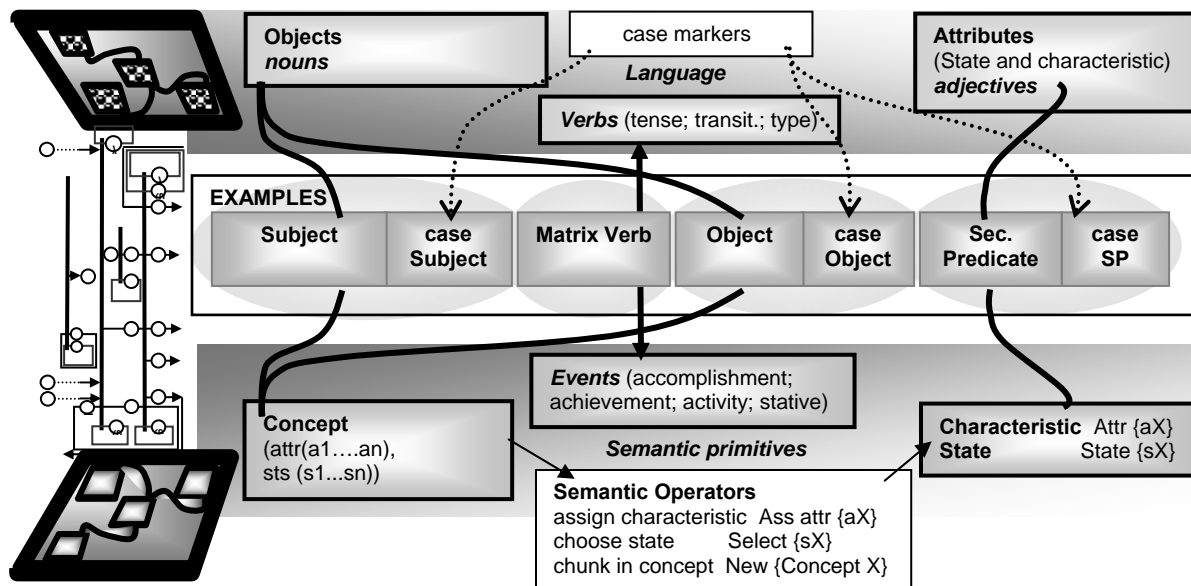 Objects
nouns
case markers
Language
Attributes
(State and characteristic)
adjectives
Verbs (tense; transit.; type)
EXAMPLES
Subject
case
Subject
Matrix Verb
Object
case
Object
Sec.
Predicate
case
SP
Events (accomplishment;
achievement; activity; stative)
Concept
(attr(a1....an),
sts (s1...sn))
Semantic primitives
Characteristic Attr {aX}
State State {sX}
Semantic Operators
assign characteristic Ass attr {aX}
choose state Select {sX}
chunk in concept New {Concept X}